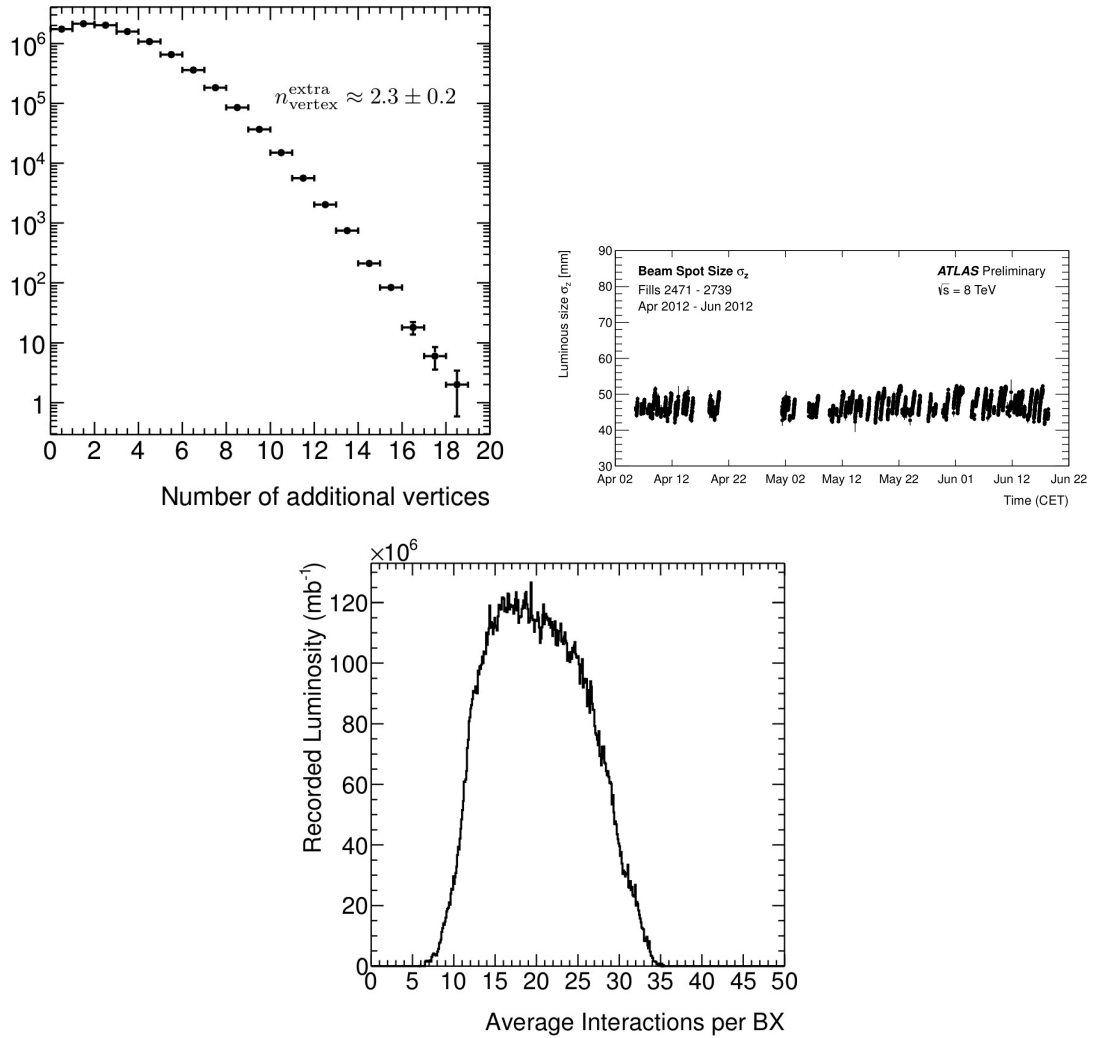 10^6
10^5
10^4
10^3
10^2
10
1
n_vertex^extra ≈ 2.3 ± 0.2
0 2 4 6 8 10 12 14 16 18 20
Number of additional vertices
Luminous size σz [mm]
90
80
70
60
50
40
30
Beam Spot Size σz
Fills 2471 - 2739
Apr 2012 - Jun 2012
ATLAS Preliminary
√s = 8 TeV
Apr 02 Apr 12 Apr 22 May 02 May 12 May 22 Jun 01 Jun 12 Jun 22
Time (CET)
×10^6
Recorded Luminosity (mb^-1)
120
100
80
60
40
20
0
0 5 10 15 20 25 30 35 40 45 50
Average Interactions per BX